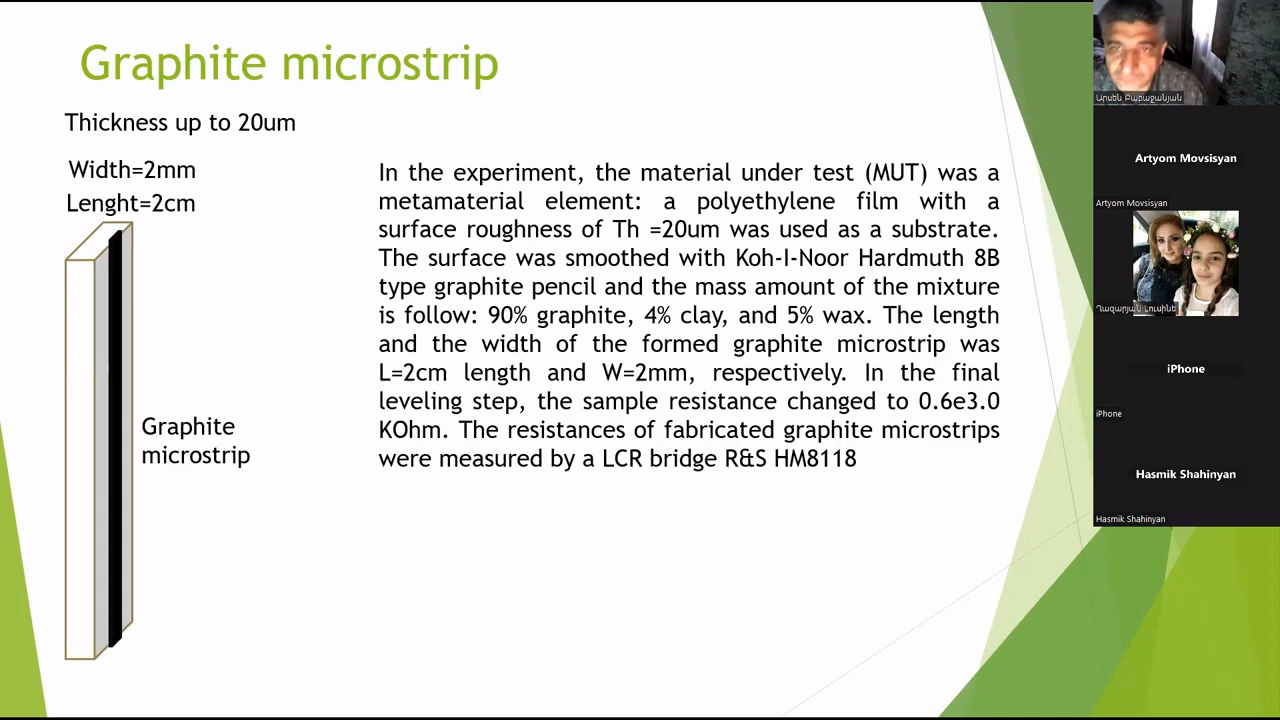 Graphite microstrip
Thickness up to 20um
Width=2mm
Lenght=2cm
Graphite
microstrip
In the experiment, the material under test (MUT) was a
metamaterial element: a polyethylene film with a
surface roughness of Th =20um was used as a substrate.
The surface was smoothed with Koh-I-Noor Hardmuth 8B
type graphite pencil and the mass amount of the mixture
is follow: 90% graphite, 4% clay, and 5% wax. The length
and the width of the formed graphite microstrip was
L=2cm length and W=2mm, respectively. In the final
leveling step, the sample resistance changed to 0.6e3.0
KOhm. The resistances of fabricated graphite microstrips
were measured by a LCR bridge R&S HM8118
Արսեն Բաբաջանյան
Artyom Movsisyan
Artyom Movsisyan
Ղազարյան Լուսինե
iPhone
iPhone
Hasmik Shahinyan
Hasmik Shahinyan